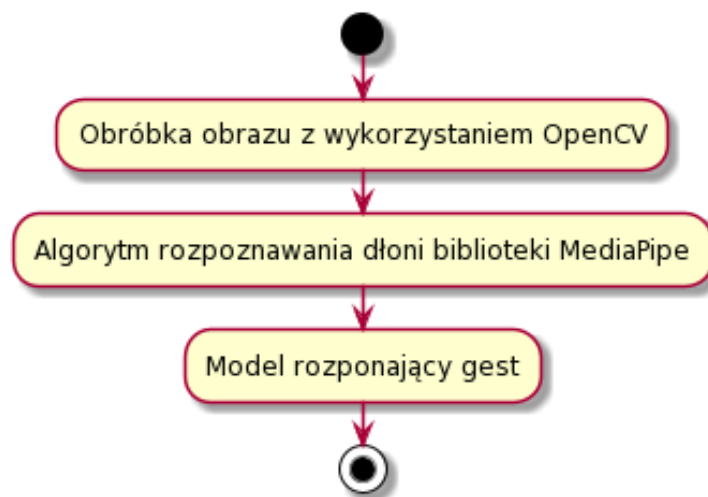 Obróbka obrazu z wykorzystaniem OpenCV
Algorytm rozpoznawania dłoni biblioteki MediaPipe
Model rozponający gest